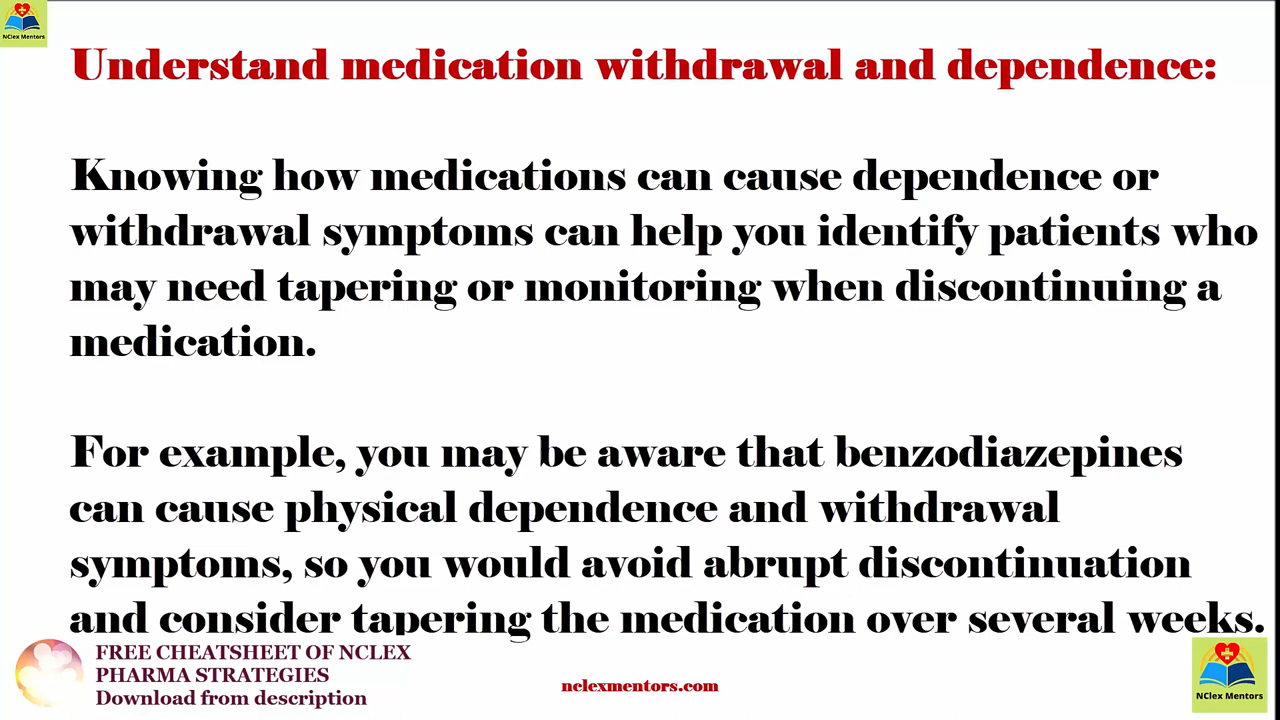 NClex Mentors
Understand medication withdrawal and dependence:
Knowing how medications can cause dependence or
withdrawal symptoms can help you identify patients who
may need tapering or monitoring when discontinuing a
medication.
For example, you may be aware that benzodiazepines
can cause physical dependence and withdrawal
symptoms, so you would avoid abrupt discontinuation
and consider tapering the medication over several weeks.
FREE CHEATSHEET OF NCLEX
PHARMA STRATEGIES
Download from description
nclexmentors.com
NClex Mentors